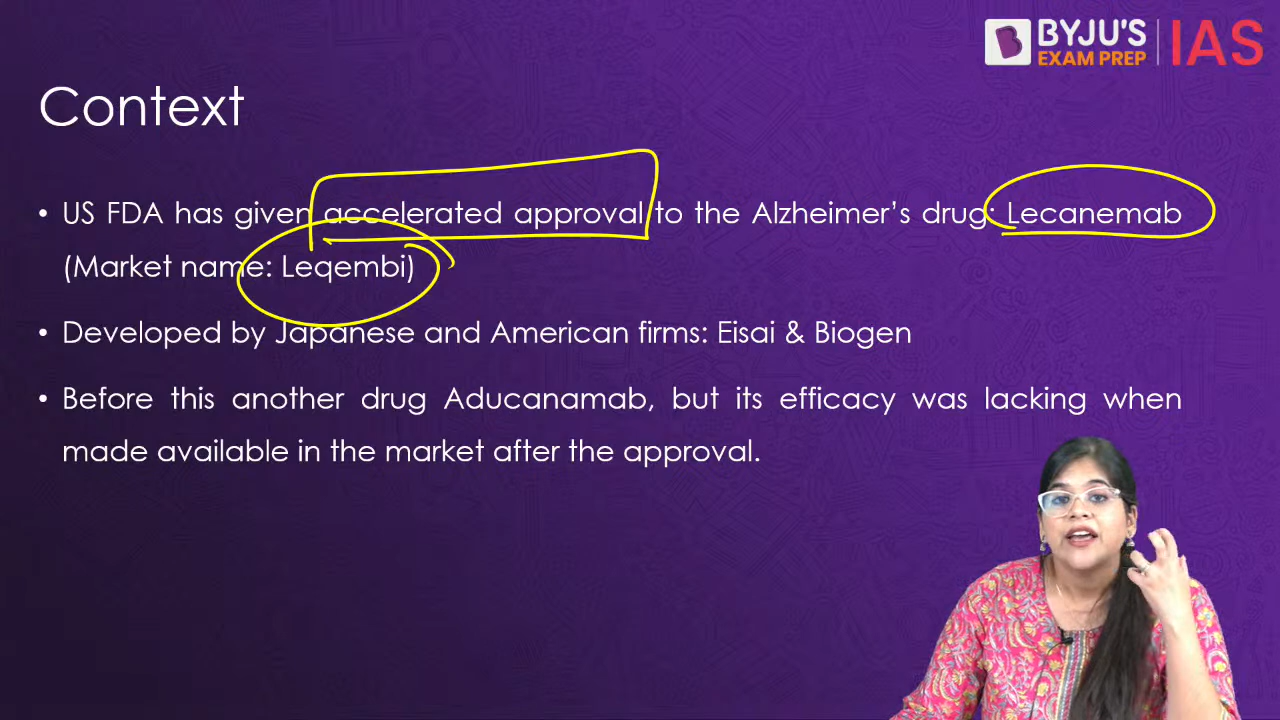 BYJU'S IAS
EXAM PREP
Context
• US FDA has given accelerated approval to the Alzheimer's drug: Lecanemab
(Market name: Leqembi)
• Developed by Japanese and American firms: Eisai & Biogen
• Before this another drug Aducanamab, but its efficacy was lacking when
made available in the market after the approval.